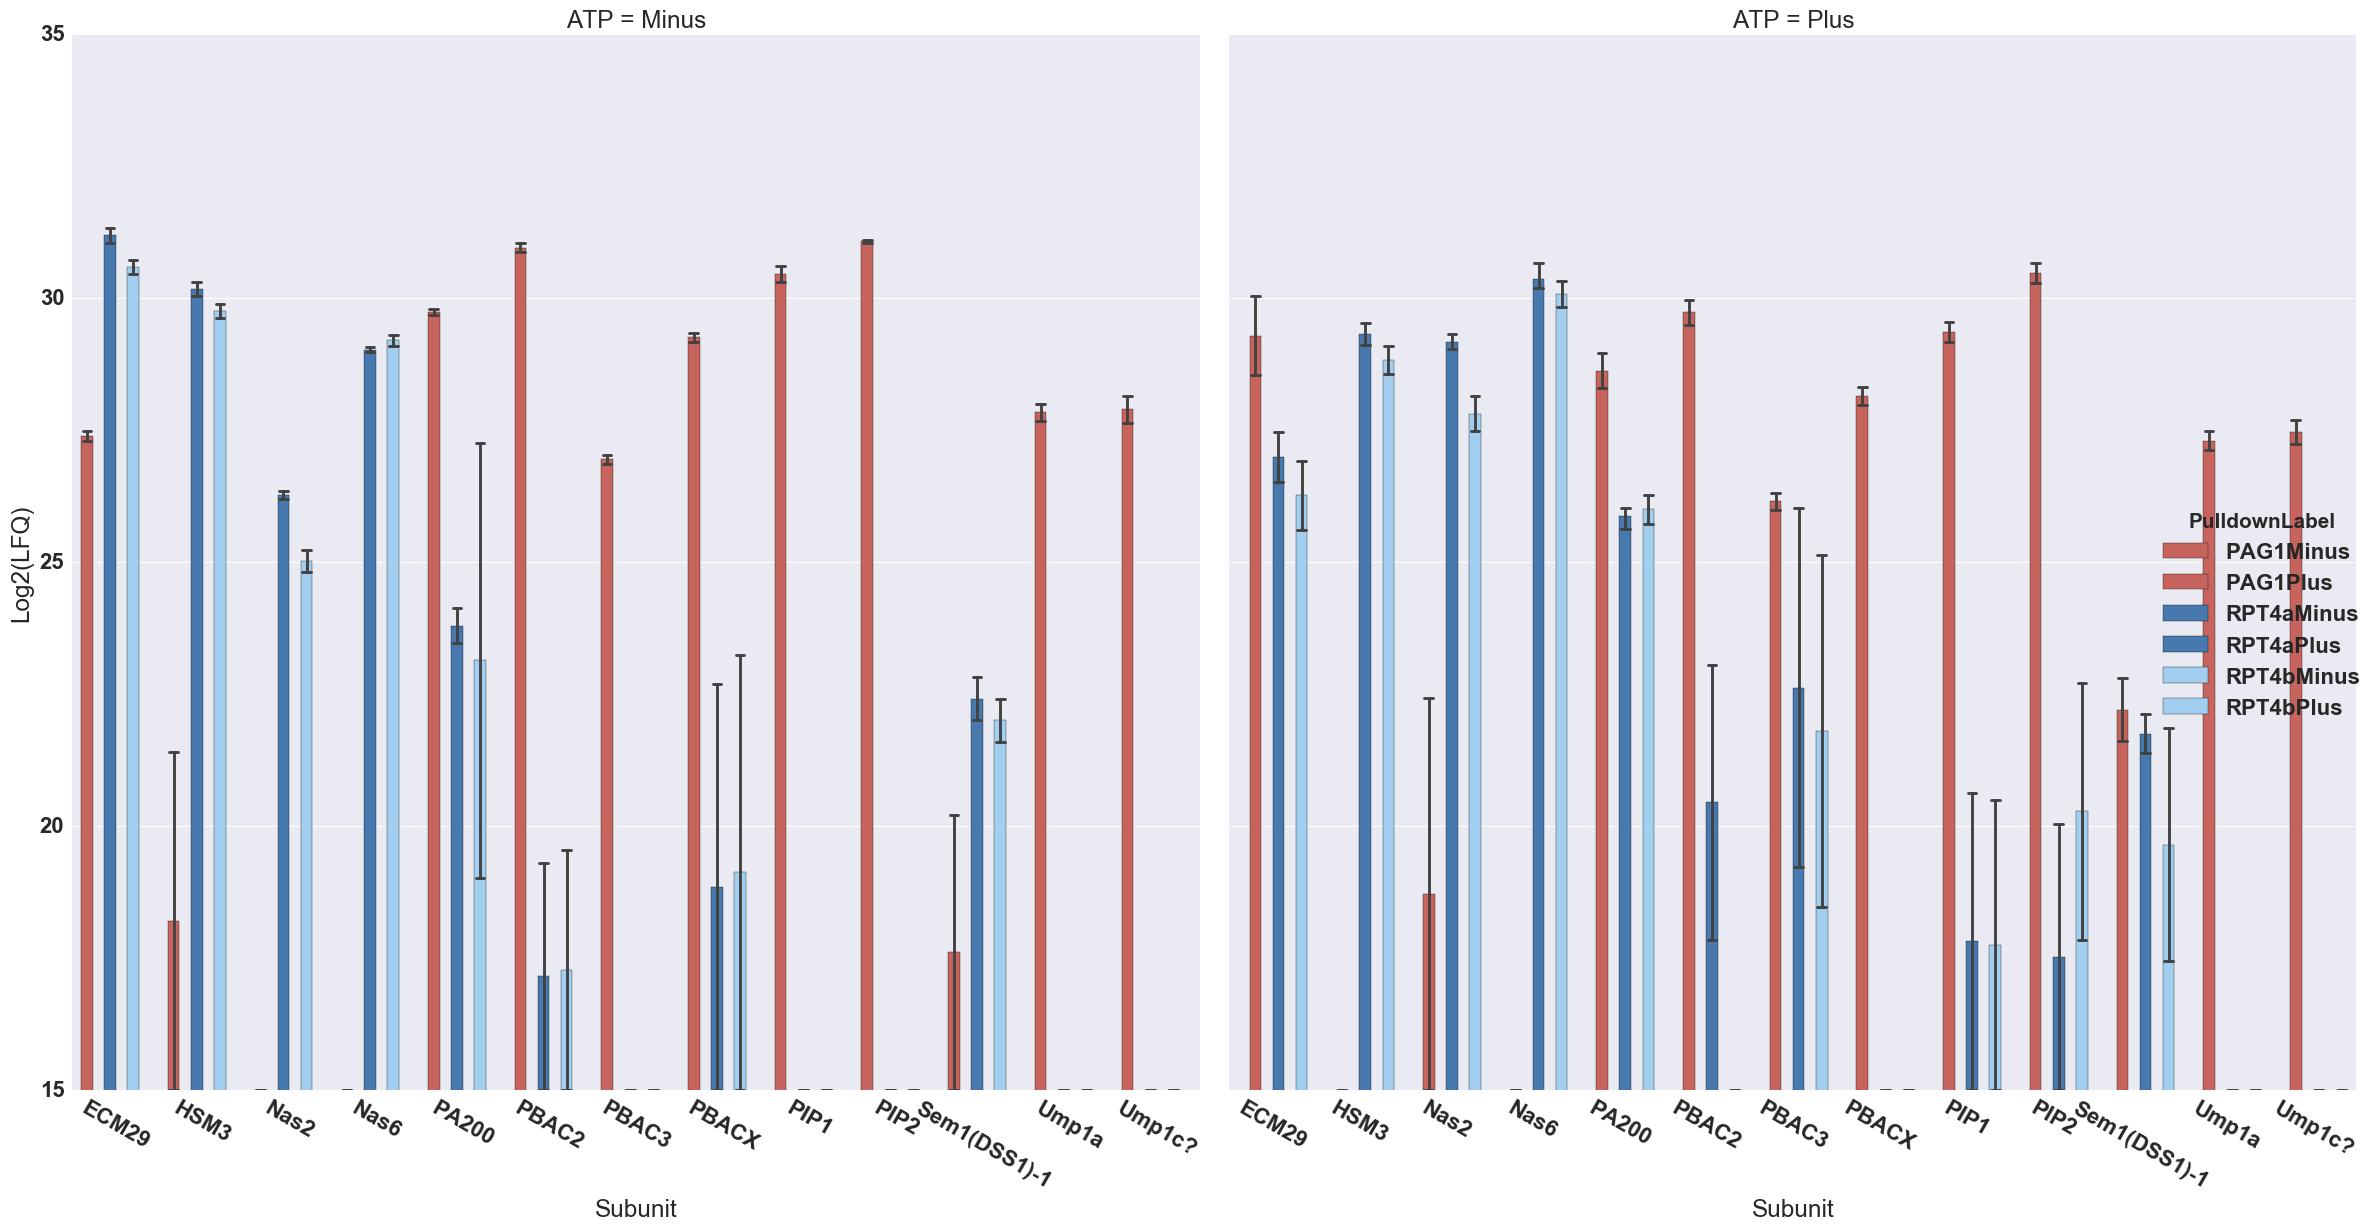 ATP = Minus
ATP = Plus
35
30
25
20
15
Log2(LFQ)
ECM29
HSM3
Nas2
Nas6
PA200
PBAC2
PBAC3
PBACX
PIP1
PIP2
Sem1(DSS1)-1
Ump1a
Ump1c?
Subunit
ECM29
HSM3
Nas2
Nas6
PA200
PBAC2
PBAC3
PBACX
PIP1
PIP2
Sem1(DSS1)-1
Ump1a
Ump1c?
Subunit
PulldownLabel
PAG1Minus
PAG1Plus
RPT4aMinus
RPT4aPlus
RPT4bMinus
RPT4bPlus